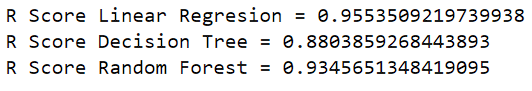 R Score Linear Regresion = 0.9553509219739938
R Score Decision Tree = 0.8803859268443893
R Score Random Forest = 0.9345651348419095